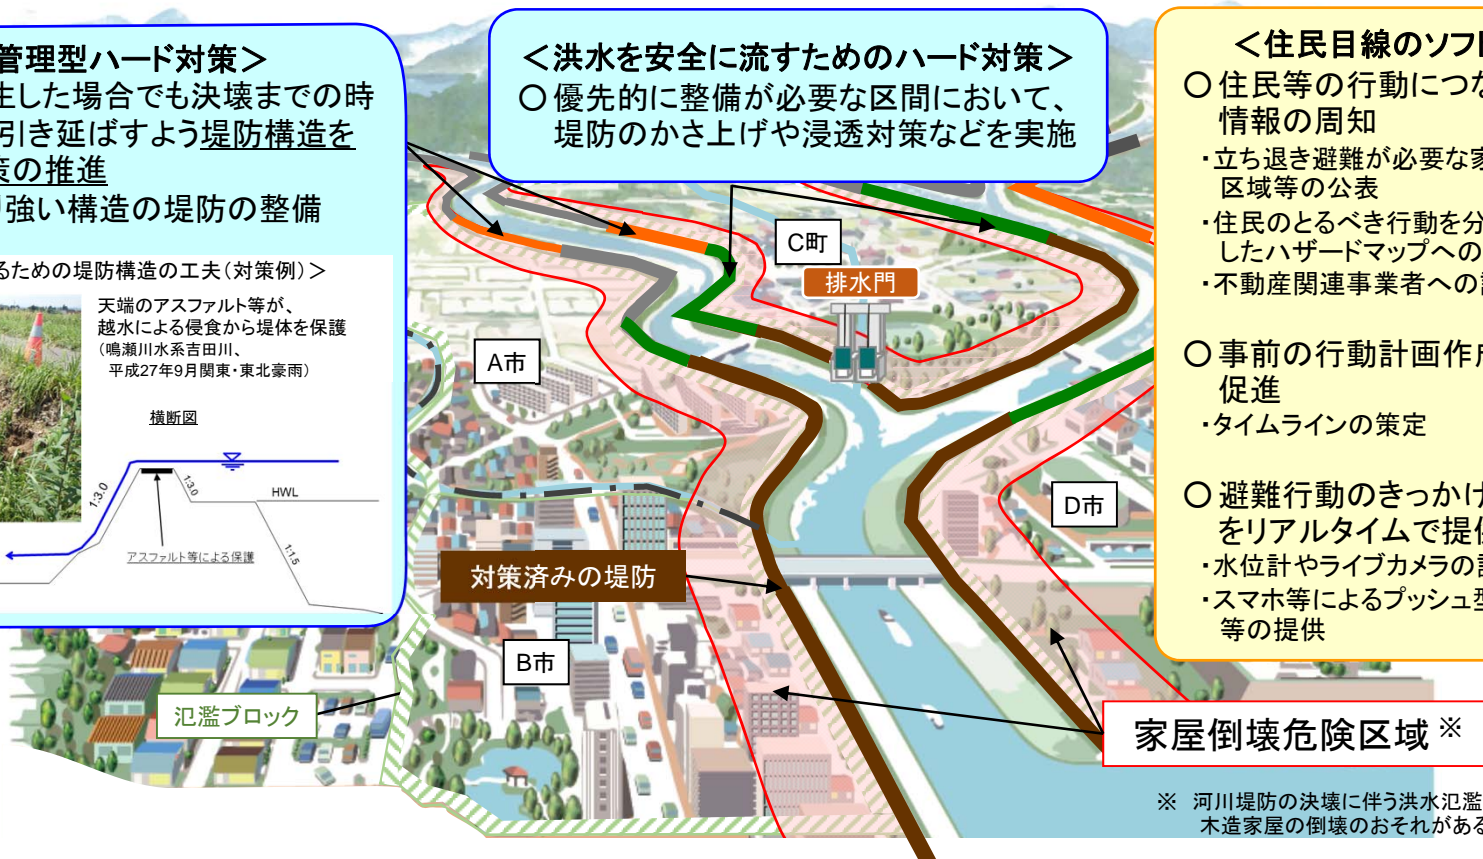 管理型ハード対策＞
生した場合でも決壊までの時
引き延ばすよう堤防構造を
策の推進
り強い構造の堤防の整備
るための堤防構造の工夫（対策例）＞
天端のアスファルト等が、
越水による侵食から堤体を保護
（鳴瀬川水系吉田川、
平成27年9月関東・東北豪雨）
横断図
1:3.0
1:3.0
HWL
1:1.5
アスファルト等による保護
＜洪水を安全に流すためのハード対策＞
○優先的に整備が必要な区間において、
堤防のかさ上げや浸透対策などを実施
＜住民目線のソフト
○住民等の行動につな
情報の周知
・立ち退き避難が必要な家
区域等の公表
・住民のとるべき行動を分
したハザードマップへの
・不動産関連事業者への
○事前の行動計画作成
促進
・タイムラインの策定
○避難行動のきっかけ
をリアルタイムで提供
・水位計やライブカメラの設
・スマホ等によるプッシュ型
等の提供
C町
排水門
A市
D市
対策済みの堤防
B市
氾濫ブロック
家屋倒壊危険区域※
※ 河川堤防の決壊に伴う洪水氾濫
木造家屋の倒壊のおそれがある